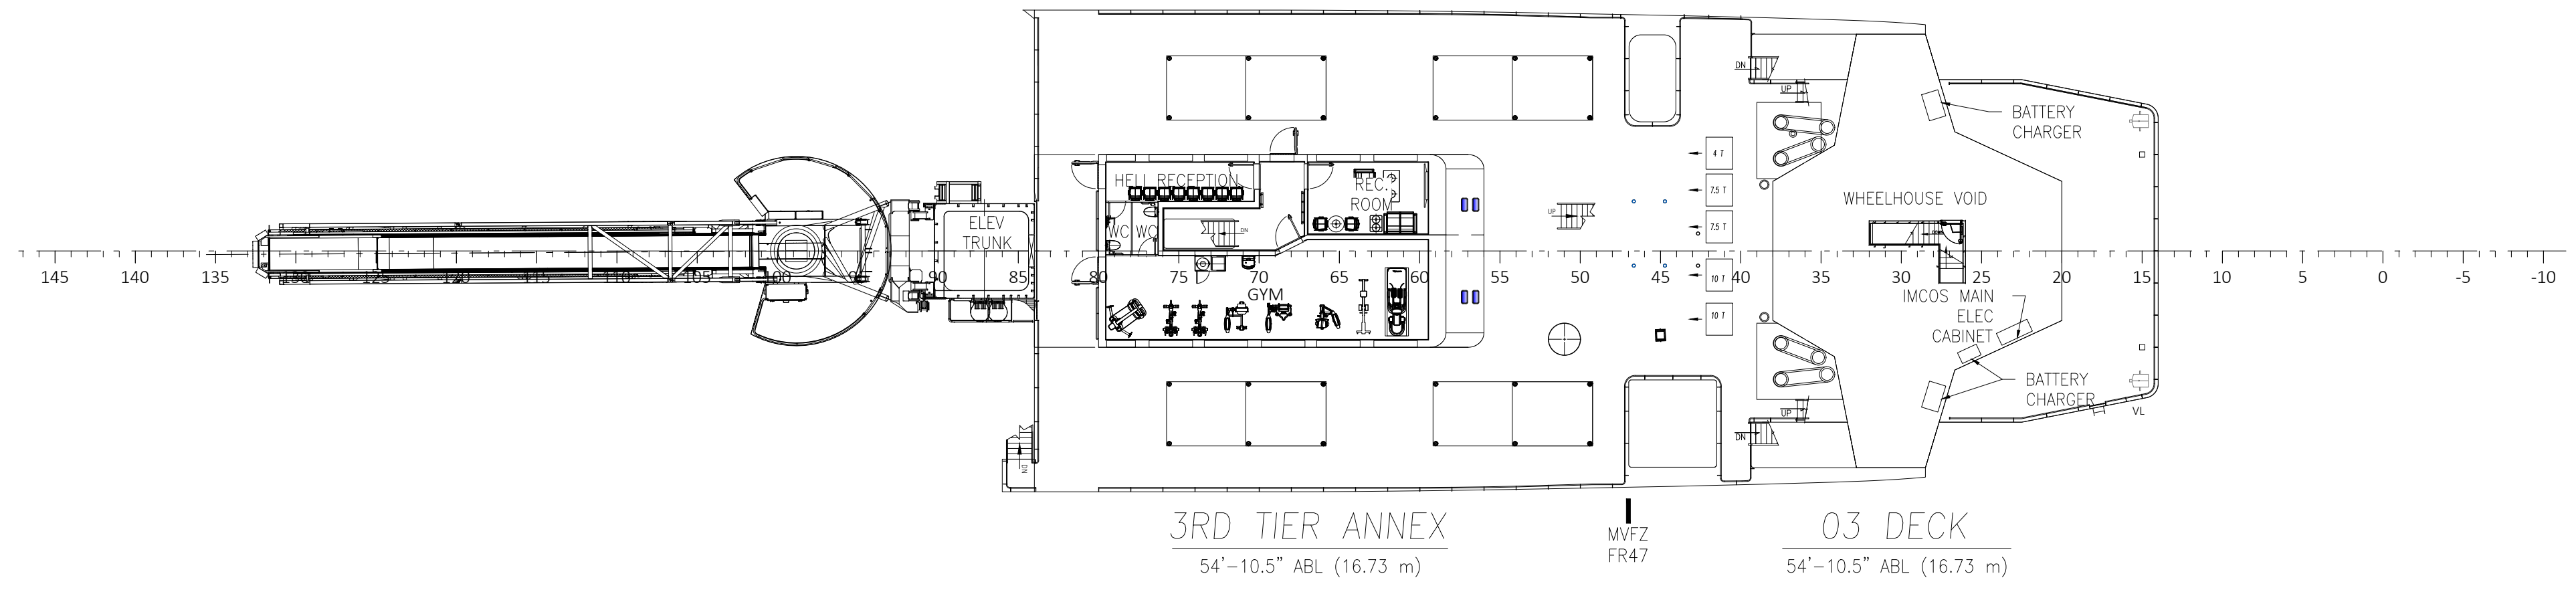 DN
UP
BATTERY
CHARGER
4 T
HELI RECEPTION
REC.
ROOM
7.5 T
WHEELHOUSE VOID
ELEV
TRUNK
WC WC
DN
UP
7.5 T
DOWN
145 140 135 130 125 120 115 110 105 100 95 90 85 80 75 70 65 60 55 50 45 40 35 30 25 20 15 10 5 0 -5 -10
10 T
GYM
IMCOS MAIN
ELEC
CABINET
10 T
BATTERY
CHARGER
UP
VL
DN
DN
3RD TIER ANNEX
54'-10.5" ABL (16.73 m)
MVFZ
FR47
03 DECK
54'-10.5" ABL (16.73 m)